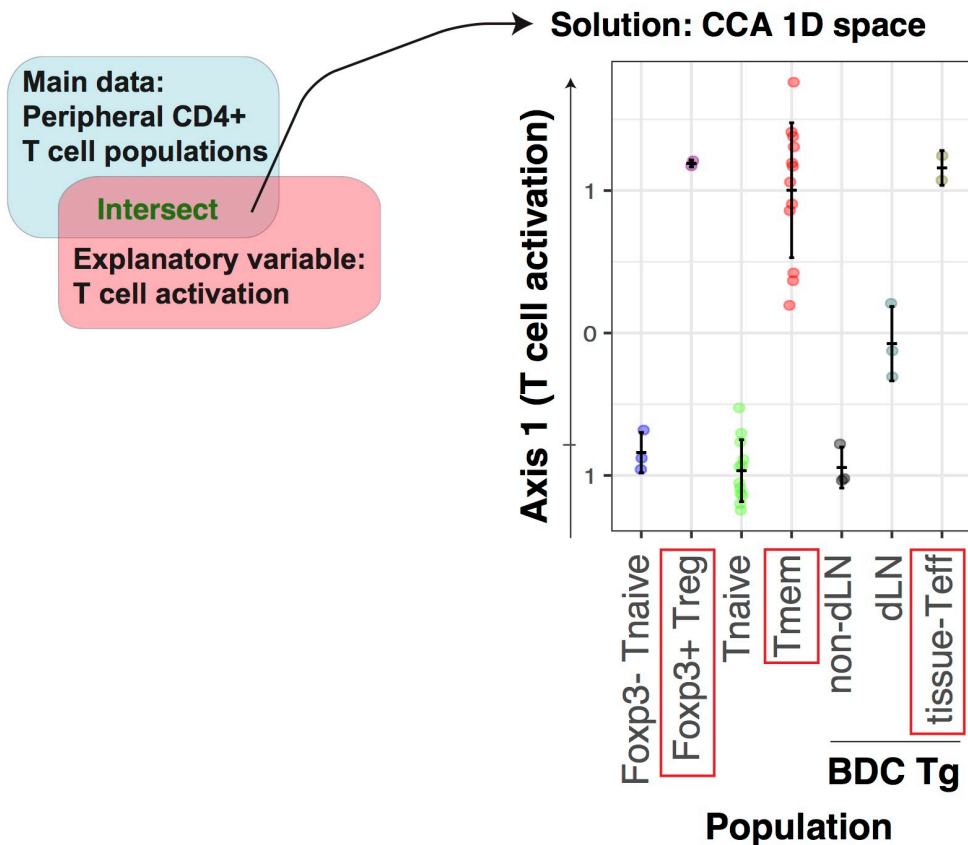 Solution: CCA 1D space
Main data:
Peripheral CD4+
T cell populations
Intersect
Explanatory variable:
T cell activation
Axis 1 (T cell activation)
1
0
1
Foxp3- Tnaive
Foxp3+ Treg
Tnaive
Tmem
non-dLN
dLN
tissue-Teff
BDC Tg
Population